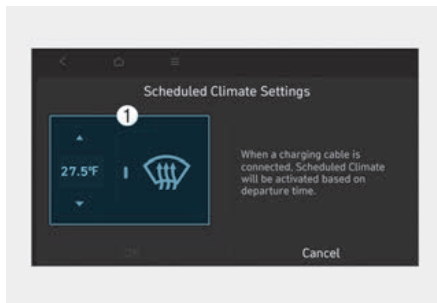 Scheduled Climate Settings
1
27.5°F
When a charging cable is
connected, Scheduled Climate
will be activated based on
departure time.
OK
Cancel